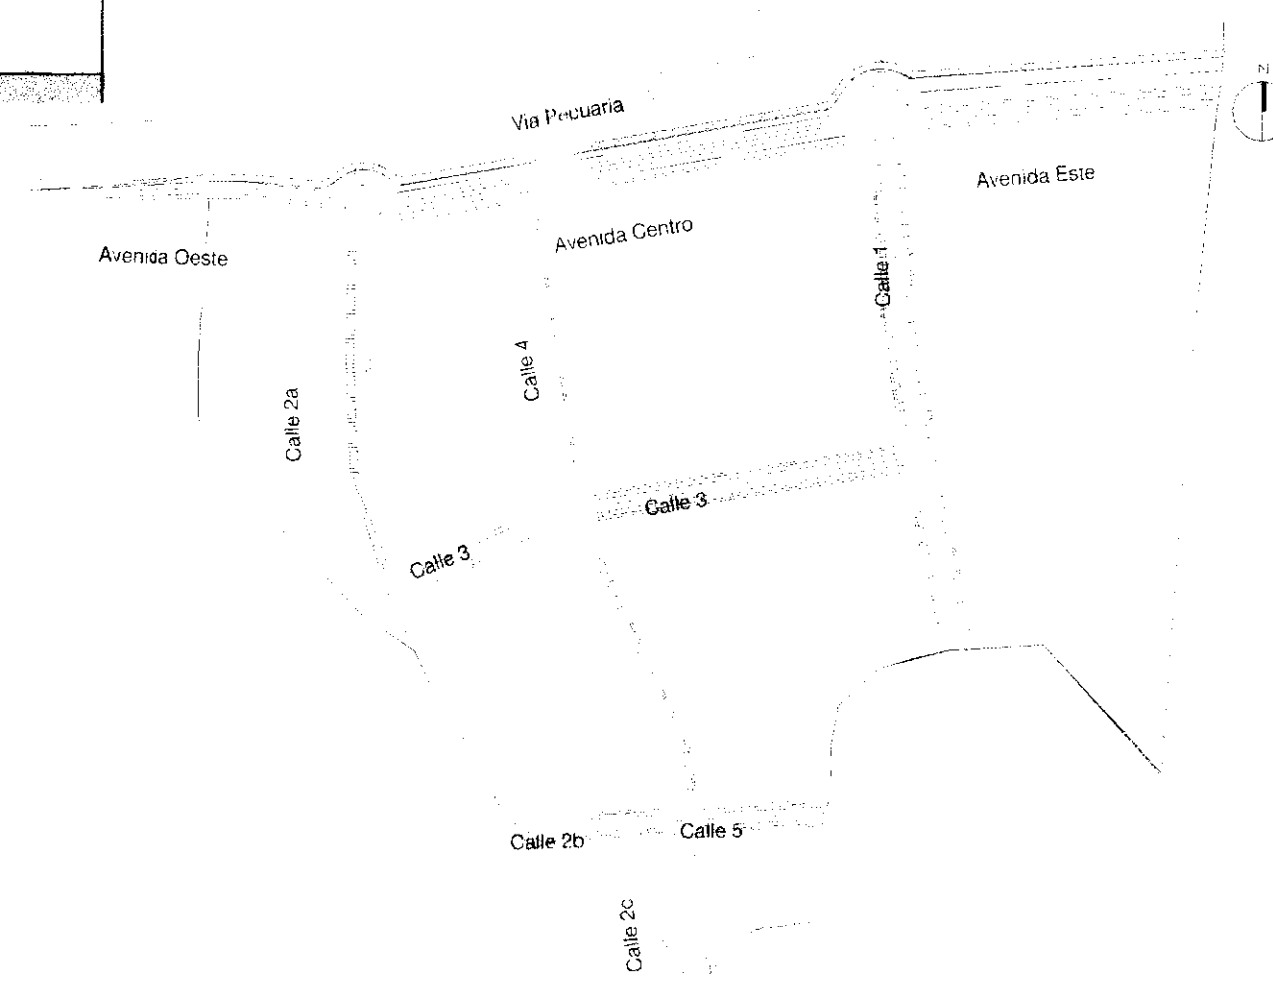 N
Via Pecuaria
Avenida Este
Avenida Centro
Avenida Oeste
Calle 1
Calle 4
Calle 2a
Calle 3
Calle 3
Calle 5
Calle 2b
Calle 2c